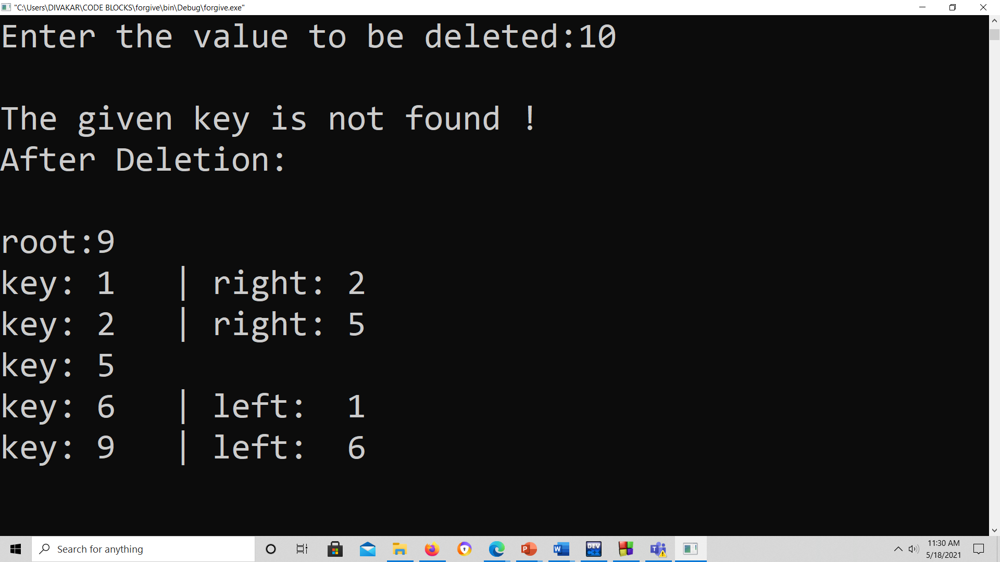 "C:\Users\DIVAKAR\CODE BLOCKS\forgive\bin\Debug\forgive.exe"
Enter the value to be deleted:10
The given key is not found !
After Deletion:
root:9
key: 1 | right: 2
key: 2 | right: 5
key: 5
key: 6 | left: 1
key: 9 | left: 6
Search for anything
P
W
DEV
C++
T
11:30 AM
5/18/2021